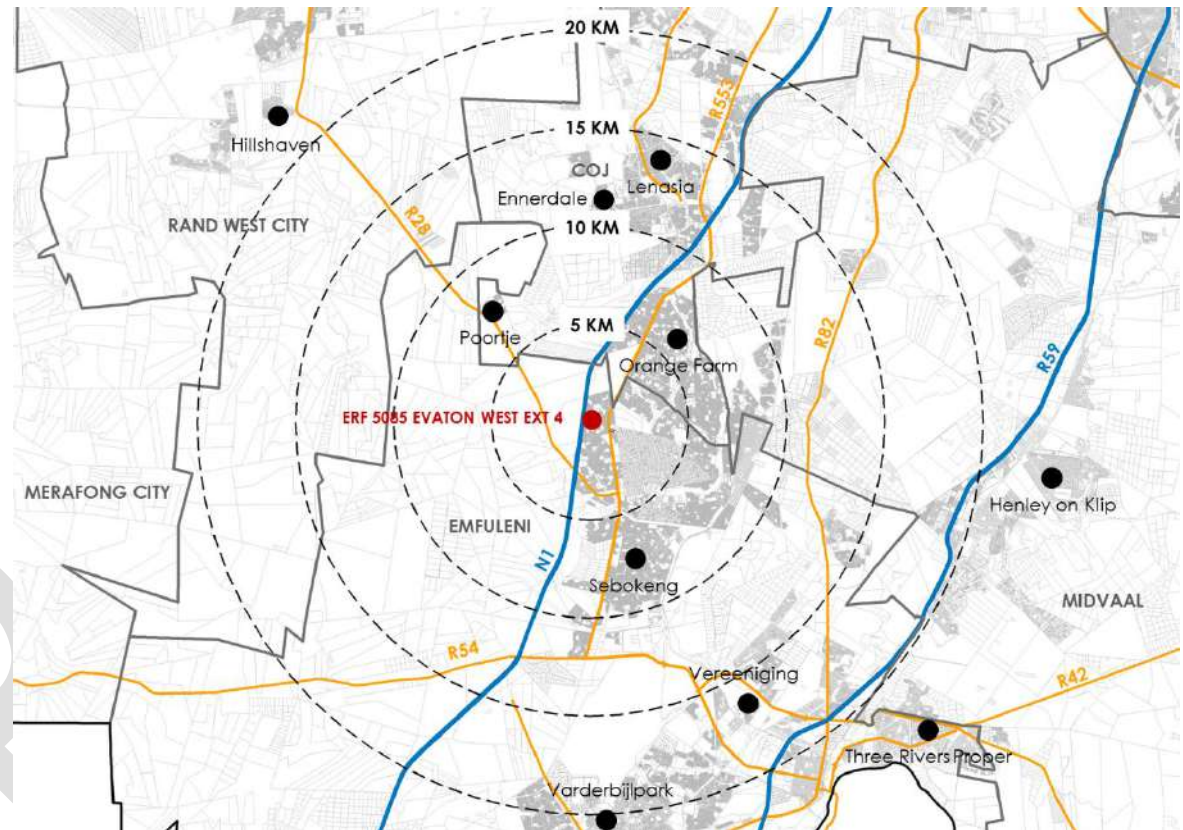 20 KM
R553
Hillshaven
15 KM
COJ
Lenasia
Ennerdale
RAND WEST CITY
R28
10 KM
Poortje
5 KM
R82
Orange Farm
R59
ERF 5085 EVATON WEST EXT 4
MERAFONG CITY
Henley on Klip
EMFULENI
N1
Sebokeng
MIDVAAL
R54
Vereeniging
R42
Three Rivers Proper
Varderbijlpark